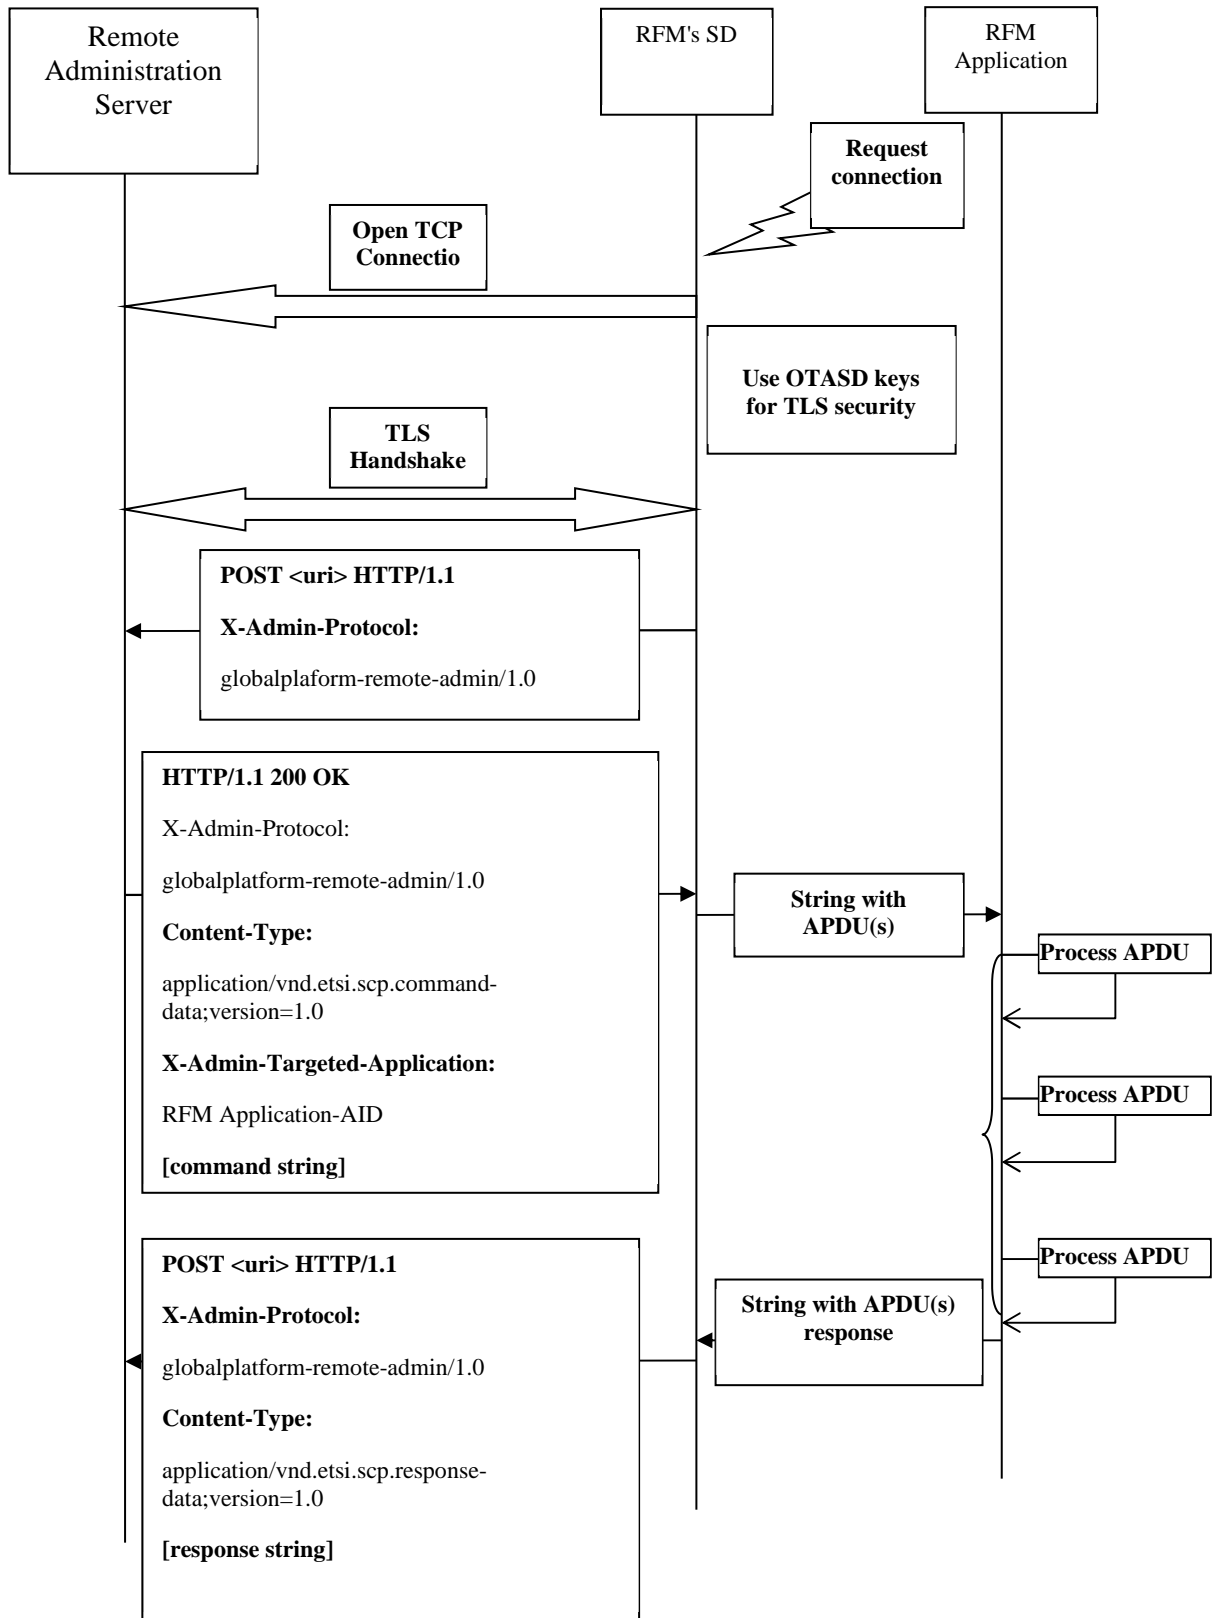 Remote
Administration
Server
RFM's SD
RFM
Application
Request
connection
Open TCP
Connectio
Use OTASD keys
for TLS security
TLS
Handshake
POST <uri> HTTP/1.1
X-Admin-Protocol:
globalplaform-remote-admin/1.0
HTTP/1.1 200 OK
X-Admin-Protocol:
globalplatform-remote-admin/1.0
Content-Type:
application/vnd.etsi.scp.command-
data;version=1.0
X-Admin-Targeted-Application:
RFM Application-AID
[command string]
String with
APDU(s)
Process APDU
Process APDU
Process APDU
String with APDU(s)
response
POST <uri> HTTP/1.1
X-Admin-Protocol:
globalplatform-remote-admin/1.0
Content-Type:
application/vnd.etsi.scp.response-
data;version=1.0
[response string]